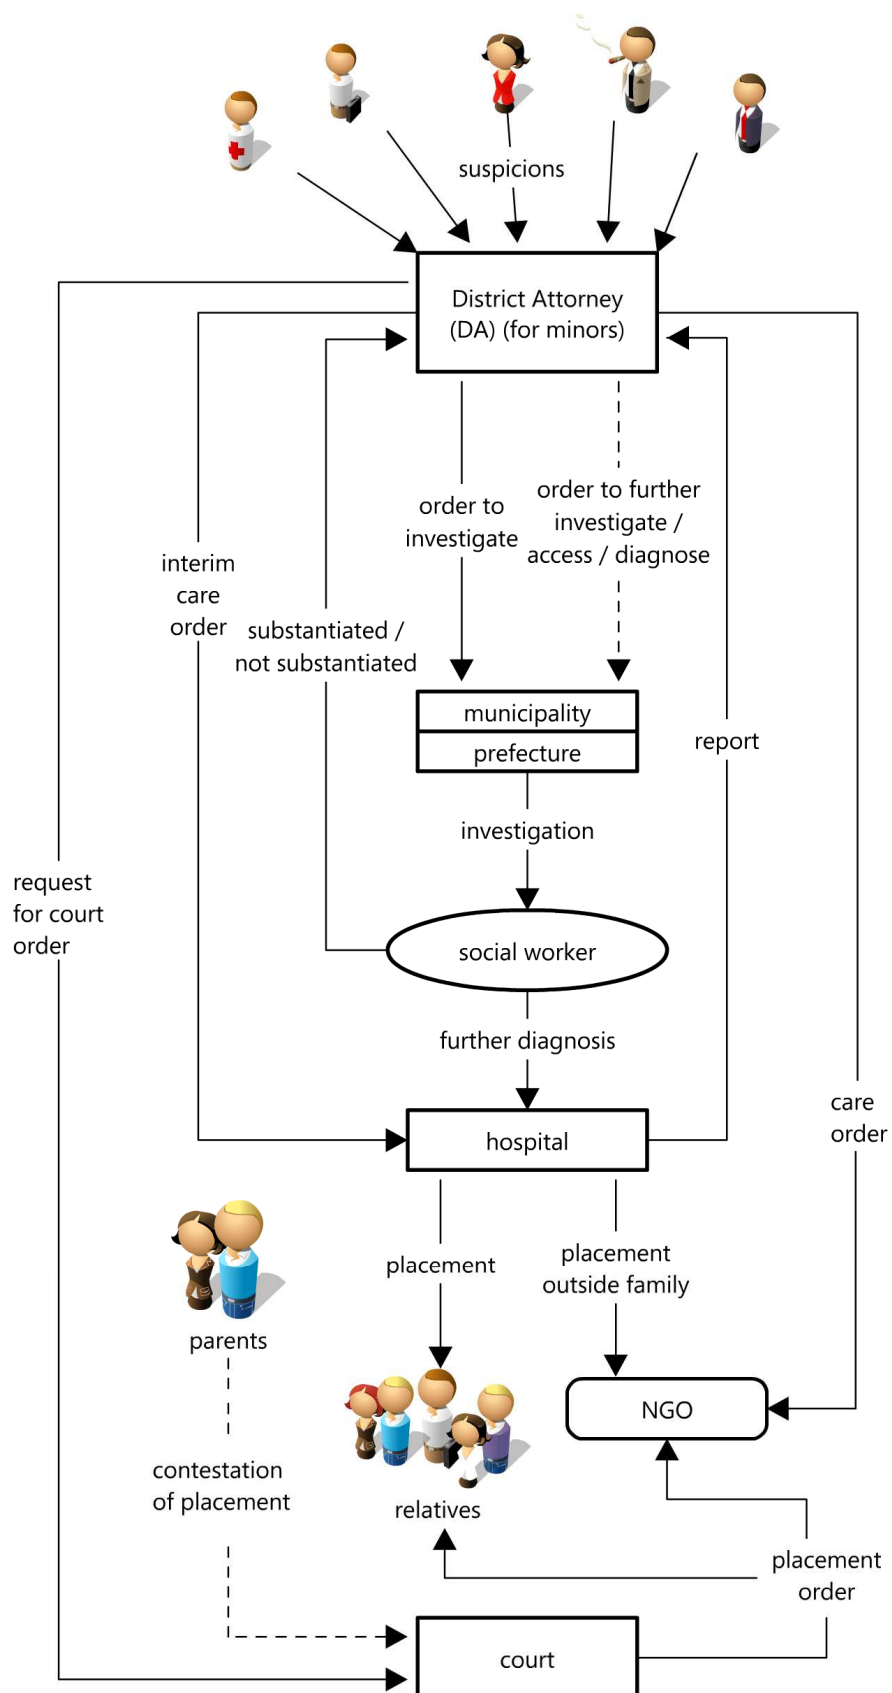 suspicions
District Attorney
(DA) (for minors)
order to
investigate
order to further
investigate /
access / diagnose
interim
care
order
substantiated /
not substantiated
municipality
prefecture
report
investigation
request
for court
order
social worker
further diagnosis
care
order
hospital
placement
placement
outside family
parents
NGO
contestation
of placement
relatives
placement
order
court